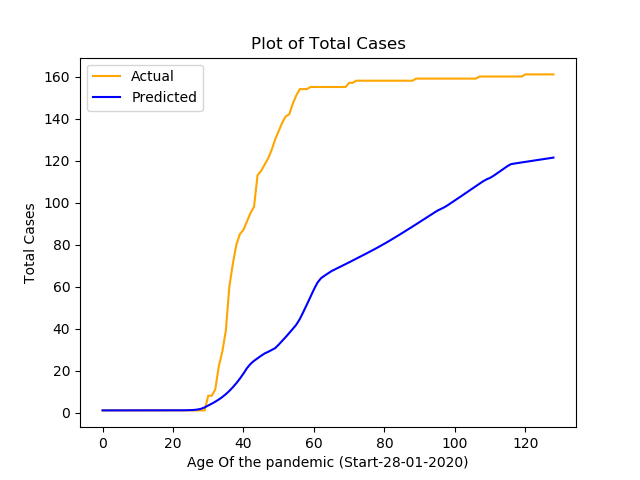 Plot of Total Cases
Actual
Predicted
160
140
120
100
80
60
40
20
0
Total Cases
0 20 40 60 80 100 120
Age Of the pandemic (Start-28-01-2020)